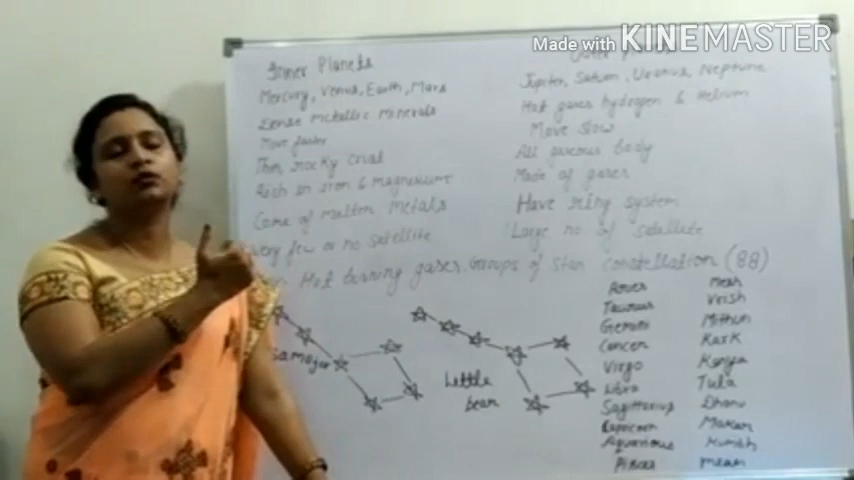 Made with KINEMASTER
Inner Planets
Mercury, Venus, Earth, Mars
Dense metallic minerals
Move faster
Thin rocky crust
Rich in iron & magnesium
Core of molten metals
Very few or no satellite
Jupiter, Saturn, Uranus, Neptune
Hot gases hydrogen & helium
Move slow
All gaseous body
Made of gases
Have ring system
Large no of satellite
Hot burning gases. Groups of star constellation (88)
samajor
Little
bear
Aries Mesh
Taurus Vrish
Gemini Mithun
Cancer Kark
Virgo Kanya
Libra Tula
Sagittarius Dhanu
Capricorn Makar
Aquarious Kumbh
Pisces Meen